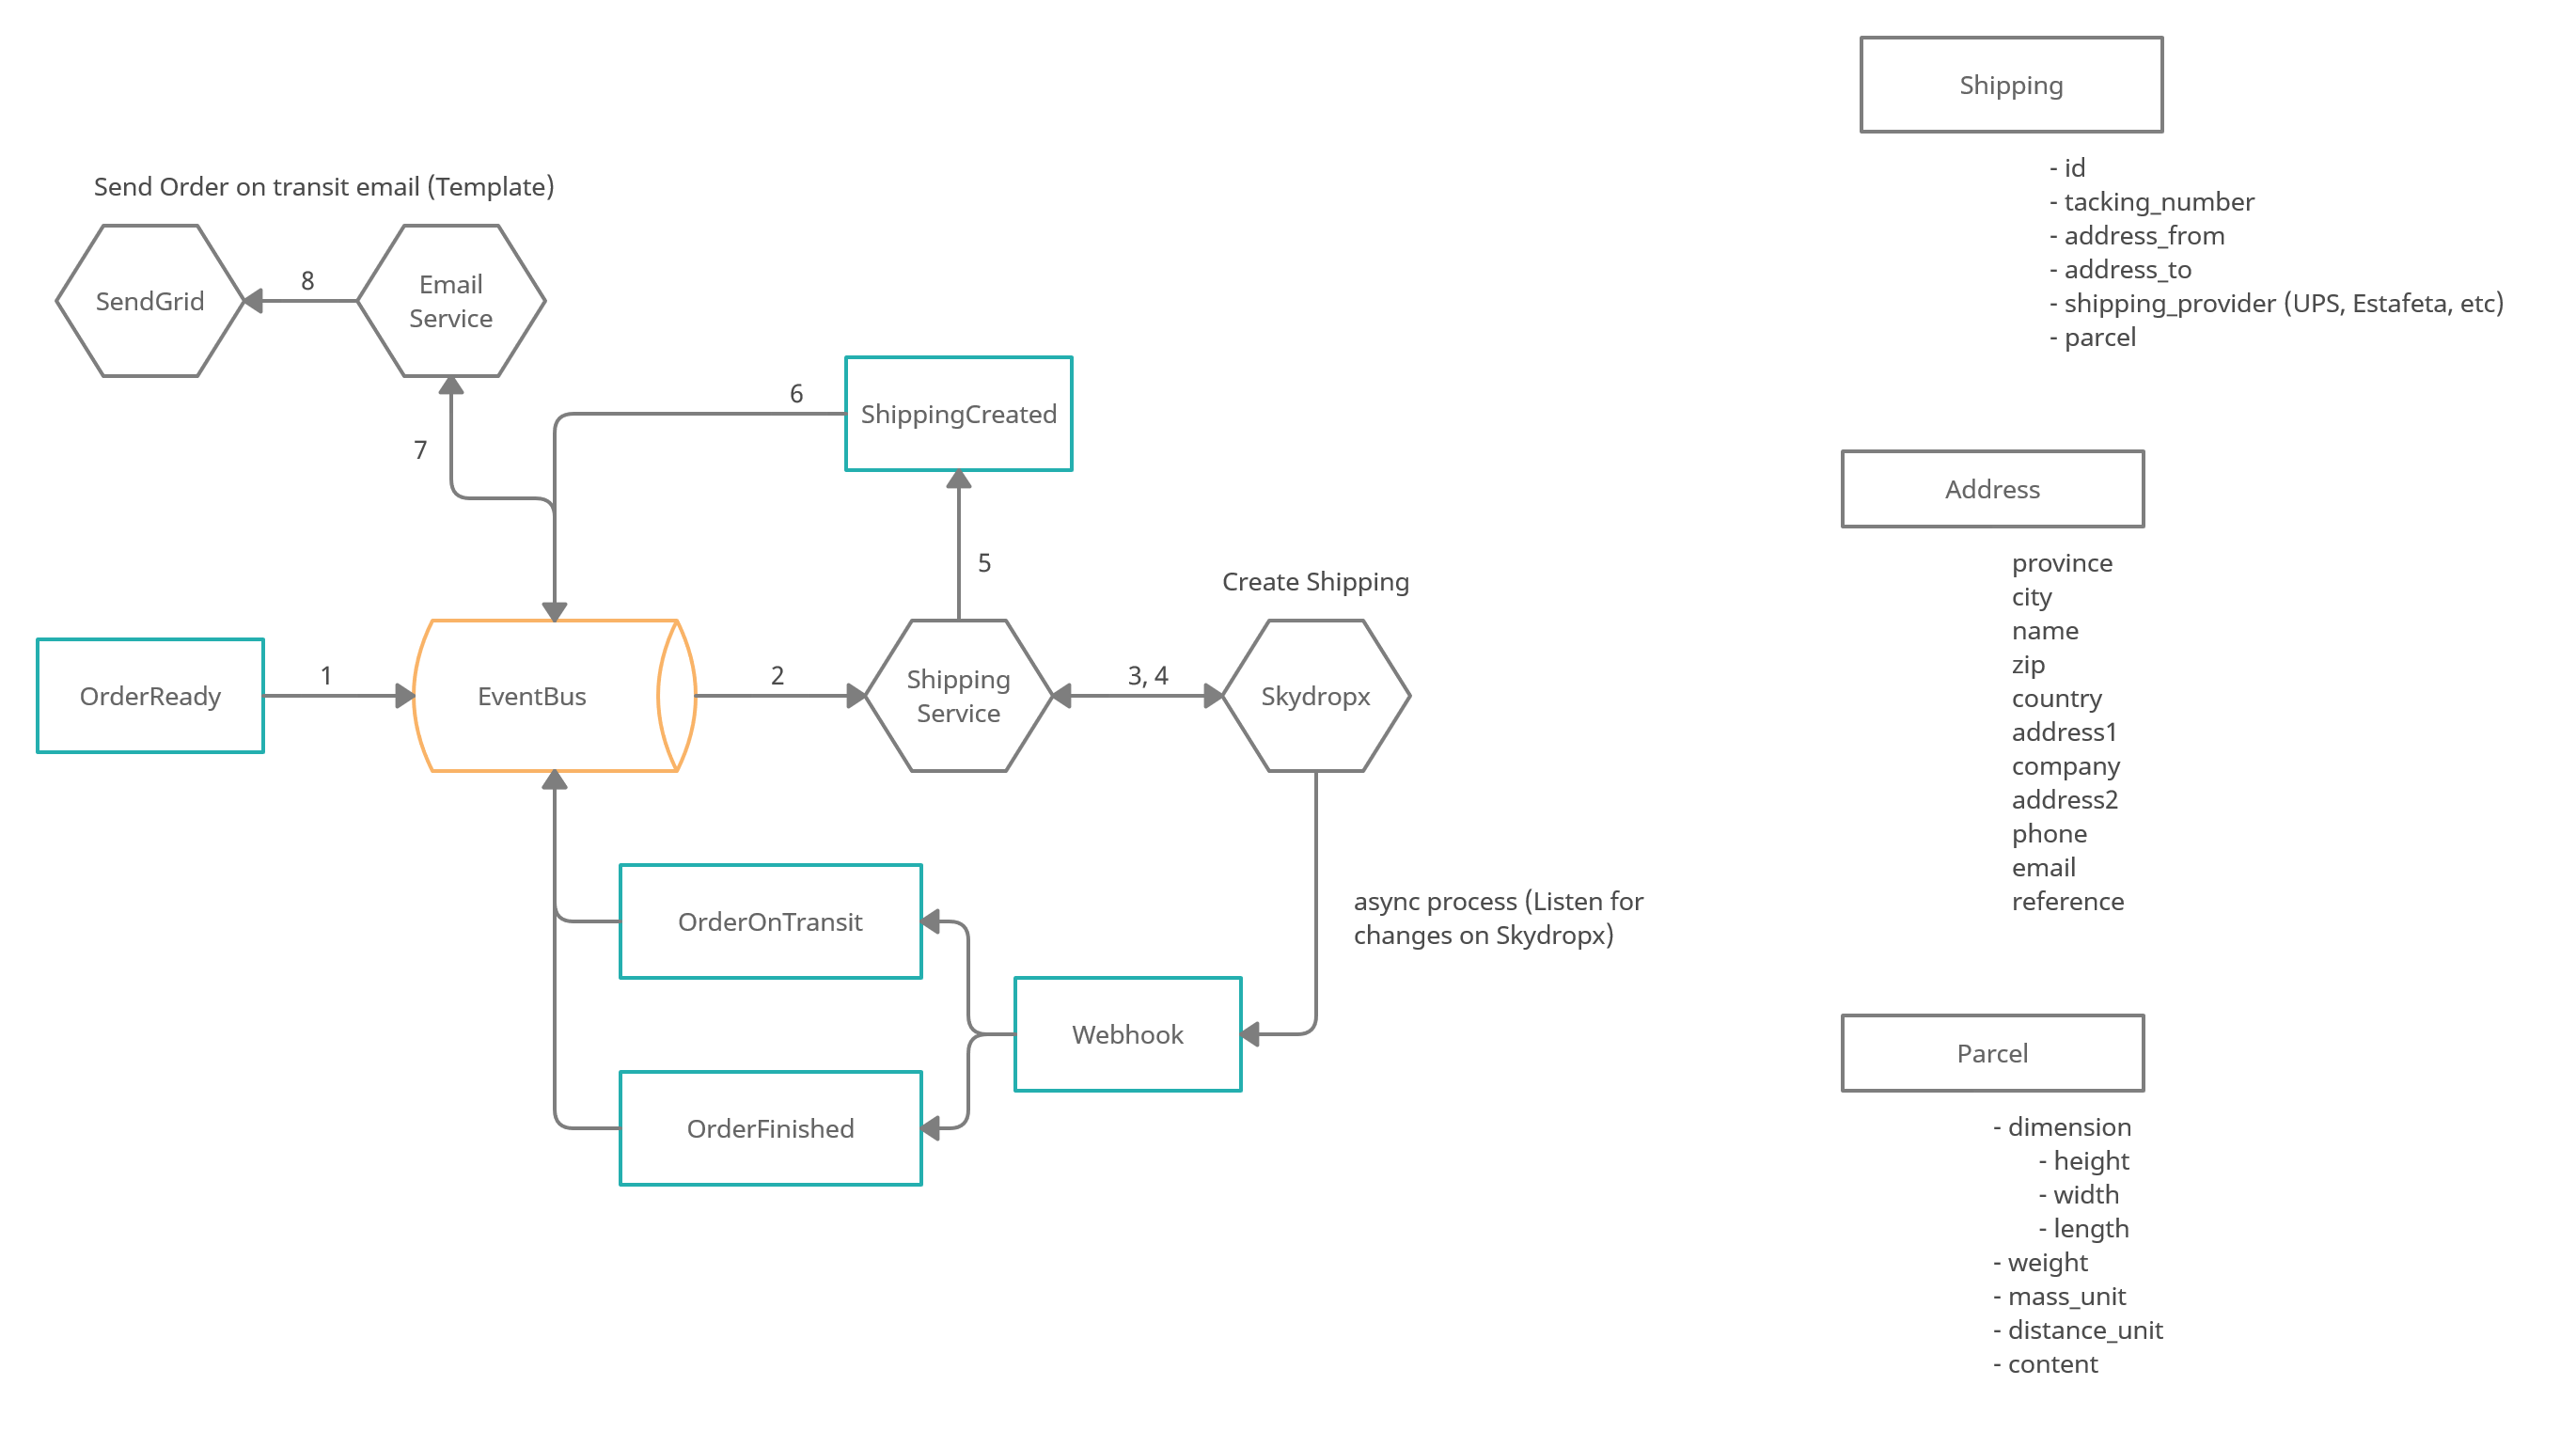 Send Order on transit email (Template)
SendGrid
8
Email
Service
7
6
ShippingCreated
5
OrderReady
1
EventBus
2
Shipping
Service
3, 4
Create Shipping
Skydropx
async process (Listen for
changes on Skydropx)
OrderOnTransit
Webhook
OrderFinished
Shipping
- id
- tacking_number
- address_from
- address_to
- shipping_provider (UPS, Estafeta, etc)
- parcel
Address
province
city
name
zip
country
address1
company
address2
phone
email
reference
Parcel
- dimension
- height
- width
- length
- weight
- mass_unit
- distance_unit
- content